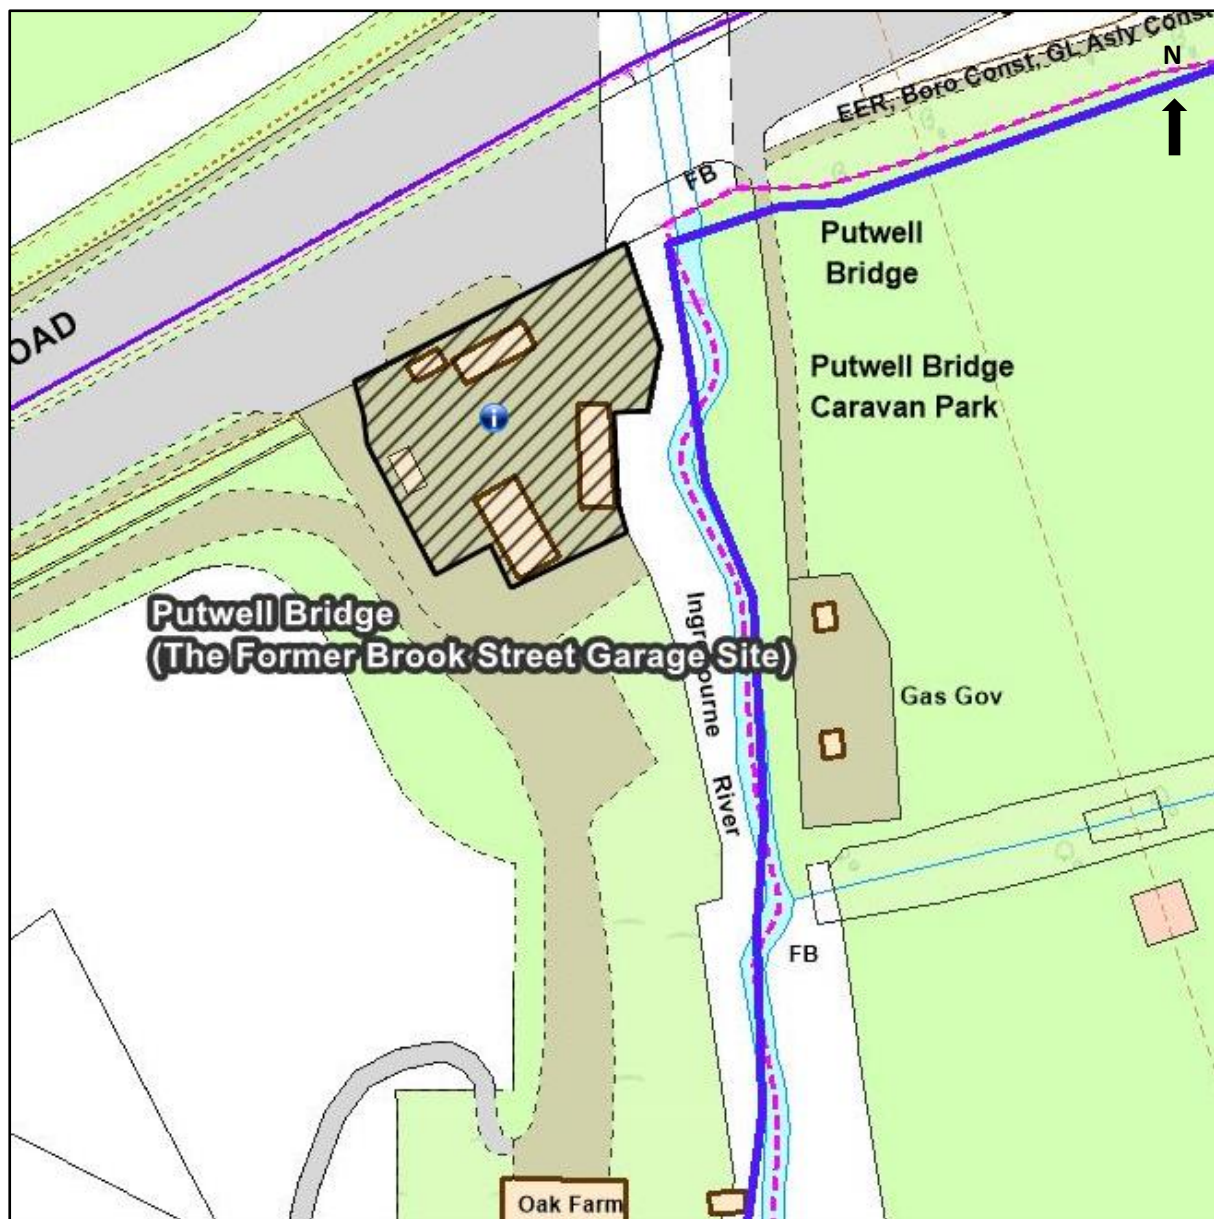 EER, Boro Const, GL Asly Const
N
FB
Putwell
Bridge
OAD
Putwell Bridge
Caravan Park
i
Putwell Bridge
(The Former Brook Street Garage Site)
Ingrebourne
River
Gas Gov
FB
Oak Farm